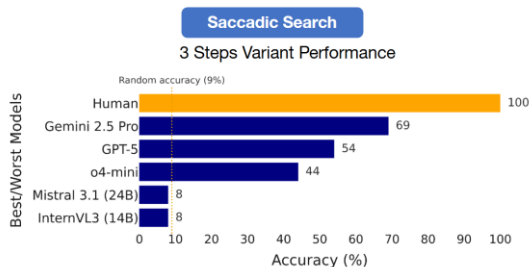 Saccadic Search
3 Steps Variant Performance
Random accuracy (9%)
Best/Worst Models
Human 100
Gemini 2.5 Pro 69
GPT-5 54
o4-mini 44
Mistral 3.1 (24B) 8
InternVL3 (14B) 8
0 10 20 30 40 50 60 70 80 90 100
Accuracy (%)